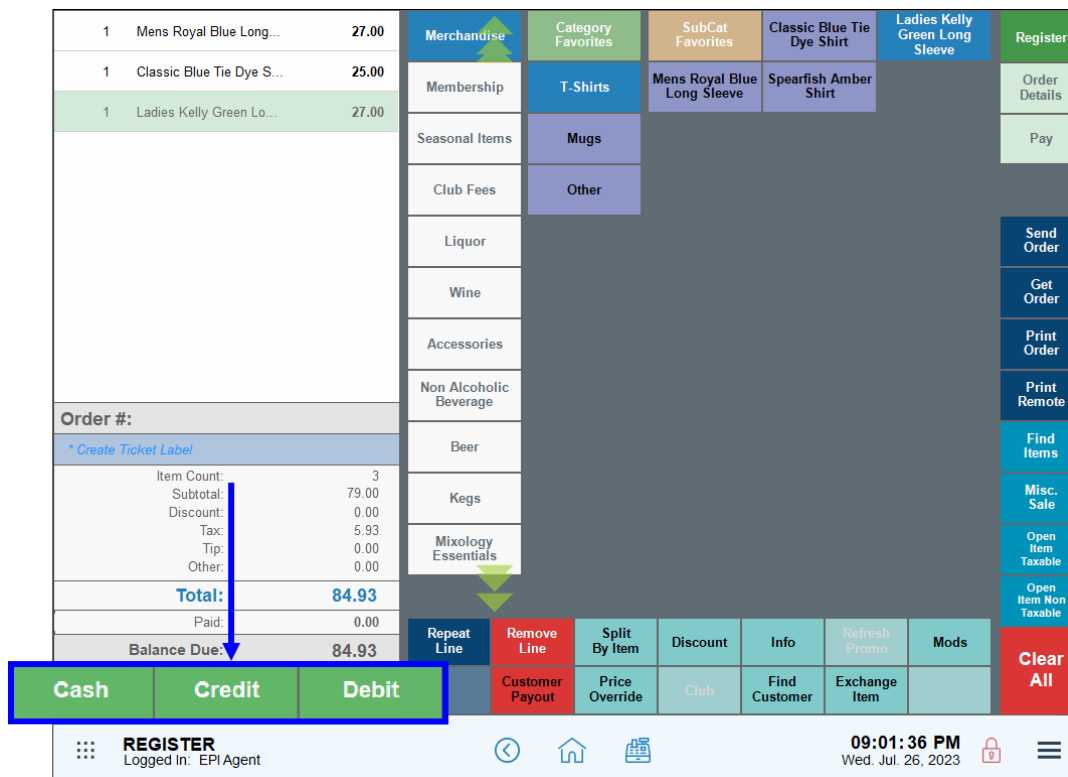 1 Mens Royal Blue Long... 27.00
1 Classic Blue Tie Dye S... 25.00
1 Ladies Kelly Green Lo... 27.00
Order #:
* Create Ticket Label
Item Count: 3
Subtotal: 79.00
Discount: 0.00
Tax: 5.93
Tip: 0.00
Other: 0.00
Total: 84.93
Paid: 0.00
Balance Due: 84.93
Cash Credit Debit
Merchandise
Membership
Seasonal Items
Club Fees
Liquor
Wine
Accessories
Non Alcoholic
Beverage
Beer
Kegs
Mixology
Essentials
Category
Favorites
T-Shirts
Mugs
Other
SubCat
Favorites
Classic Blue Tie
Dye Shirt
Ladies Kelly
Green Long
Sleeve
Mens Royal Blue
Long Sleeve
Spearfish Amber
Shirt
Register
Order
Details
Pay
Send
Order
Get
Order
Print
Order
Print
Remote
Find
Items
Misc.
Sale
Open
Item
Taxable
Open
Item Non
Taxable
Clear
All
Repeat
Line
Remove
Line
Split
By Item
Discount
Info
Refresh
Promo
Mods
Customer
Payout
Price
Override
Club
Find
Customer
Exchange
Item
REGISTER
Logged In: EPI Agent
09:01:36 PM
Wed. Jul. 26, 2023